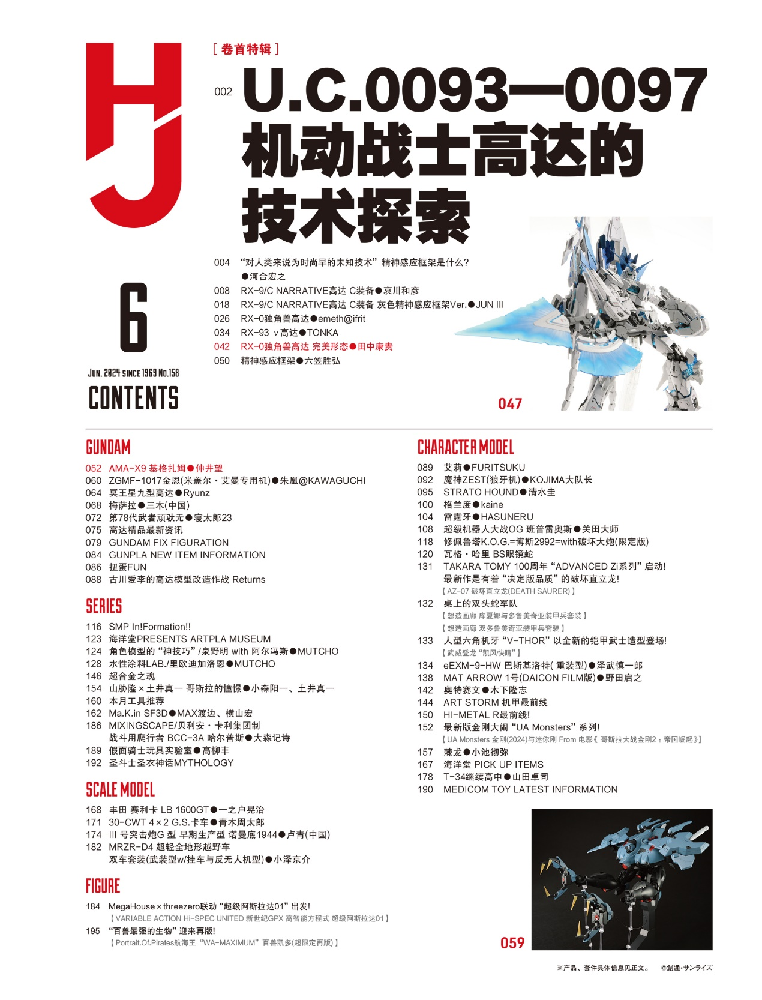 HJ
[卷首特辑]
002 U.C.0093—0097
机动战士高达的
技术探索
004 “对人类来说为时尚早的未知技术”精神感应框架是什么?
●河合宏之
008 RX-9/C NARRATIVE高达 C装备●哀川和彦
018 RX-9/C NARRATIVE高达 C装备 灰色精神感应框架Ver.●JUN III
026 RX-0独角兽高达●emeth@ifrit
034 RX-93 ν高达●TONKA
042 RX-0独角兽高达 完美形态●田中康贵
050 精神感应框架●六笠胜弘
6
JUN. 2024 SINCE 1969 No.158
CONTENTS
047
GUNDAM
052 AMA-X9 基格扎姆●仲井望
060 ZGMF-1017金恩(米盖尔·艾曼专用机)●朱凰@KAWAGUCHI
064 冥王星九型高达●Ryunz
068 梅萨拉●三木(中国)
072 第78代武者顽驮无●寝太郎23
075 高达精品最新资讯
079 GUNDAM FIX FIGURATION
084 GUNPLA NEW ITEM INFORMATION
086 扭蛋FUN
088 古川爱李的高达模型改造作战 Returns
SERIES
116 SMP In!Formation!!
123 海洋堂PRESENTS ARTPLA MUSEUM
124 角色模型的“神技巧”/泉野明 with 阿尔冯斯●MUTCHO
128 水性涂料LAB./里欧迪加洛恩●MUTCHO
146 超合金之魂
154 山胁隆×土井真一 哥斯拉的憧憬●小森阳一、土井真一
160 本月工具推荐
162 Ma.K.in SF3D●MAX渡边、横山宏
186 MIXINGSCAPE/贝利安·卡利集团制
战斗用爬行者 BCC-3A 哈尔普斯●大森记诗
189 假面骑士玩具实验室●高柳丰
192 圣斗士圣衣神话MYTHOLOGY
SCALE MODEL
168 丰田 赛利卡 LB 1600GT●一之户晃治
171 30-CWT 4×2 G.S.卡车●青木周太郎
174 III 号突击炮G 型 早期生产型 诺曼底1944●卢青(中国)
182 MRZR-D4 超轻全地形越野车
双车套装(武装型w/挂车与反无人机型)●小泽京介
FIGURE
184 MegaHouse×threezero联动“超级阿斯拉达01”出发!
【VARIABLE ACTION Hi-SPEC UNITED 新世纪GPX 高智能方程式 超级阿斯拉达01】
195 “百兽最强的生物”迎来再版!
【Portrait.Of.Pirates航海王 “WA-MAXIMUM”百兽凯多(超限定再版)】
CHARACTER MODEL
089 艾莉●FURITSUKU
092 魔神ZEST(狼牙机)●KOJIMA大队长
095 STRATO HOUND●清水圭
100 格兰度●kaine
104 雷霆牙●HASUNERU
108 超级机器人大战OG 班普雷奥斯●关田大师
118 修佩鲁塔K.O.G.=博斯2992=with破坏大炮(限定版)
120 瓦格·哈里 BS眼镜蛇
131 TAKARA TOMY 100周年“ADVANCED Zi系列”启动!
最新作是有着“决定版品质”的破坏直立龙!
【AZ-07 破坏直立龙(DEATH SAURER)】
132 桌上的双头蛇军队
【想造画廊 库夏娜与多鲁美奇亚装甲兵套装】
【想造画廊 双多鲁美奇亚装甲兵套装】
133 人型六角机牙“V-THOR”以全新的铠甲武士造型登场!
【武威登龙“凯风快晴”】
134 eEXM-9-HW 巴斯基洛特(重装型)●泽武慎一郎
138 MAT ARROW 1号(DAICON FILM版)●野田启之
142 奥特赛文●木下隆志
144 ART STORM 机甲最前线
150 HI-METAL R最前线!
152 最新版金刚大闹“UA Monsters”系列!
【UA Monsters 金刚(2024)与迷你刚 From 电影《哥斯拉大战金刚2:帝国崛起》】
157 棘龙●小池彻弥
167 海洋堂 PICK UP ITEMS
178 T-34继续高中●山田卓司
190 MEDICOM TOY LATEST INFORMATION
059
※产品、套件具体信息见正文。 ©創通·サンライズ